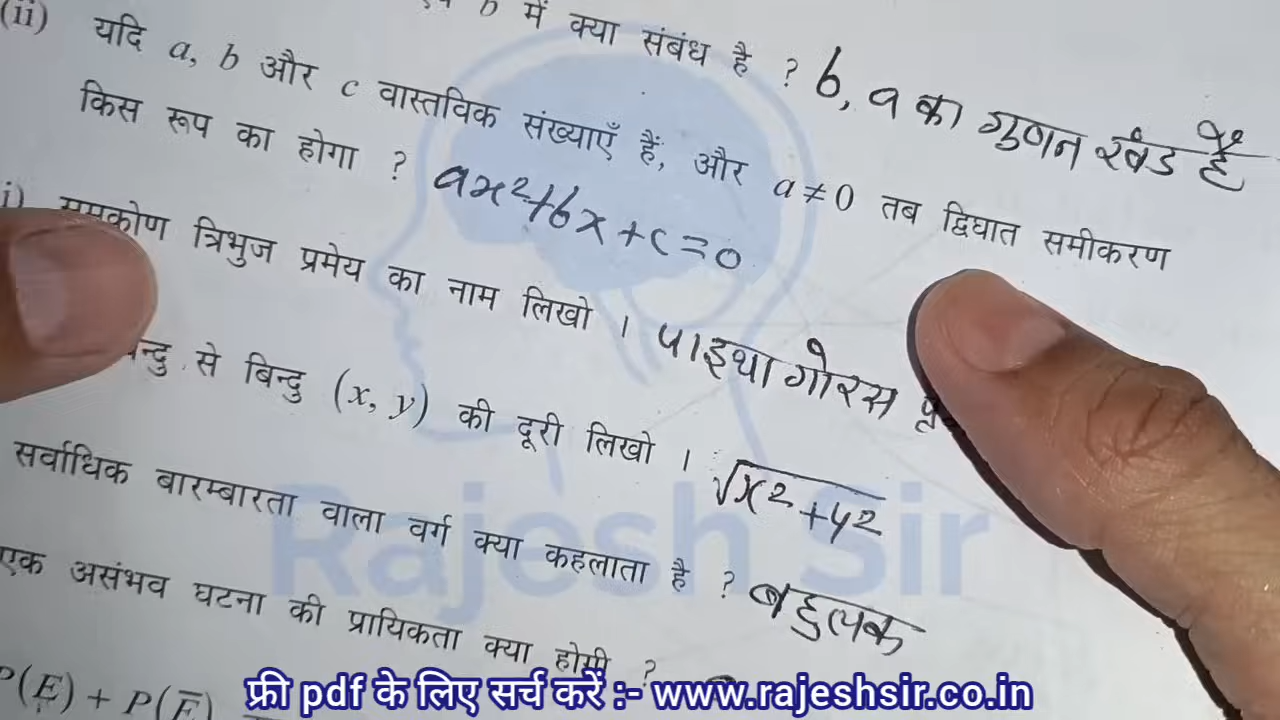 b में क्या संबंध है ? b, a का गुणन खंड है
(ii) यदि a, b और c वास्तविक संख्याएँ हैं, और a ≠ 0 तब द्विघात समीकरण
किस रूप का होगा ? ax²+bx+c=0
i) समकोण त्रिभुज प्रमेय का नाम लिखो । पाइथागोरस
से बिन्दु (x, y) की दूरी लिखो । √x²+y²
सर्वाधिक बारम्बारता वाला वर्ग क्या कहलाता है ? बहुलक
एक असंभव घटना की प्रायिकता क्या होगी ?
P(E) + P(E̅)
Rajesh Sir
फ्री pdf के लिए सर्च करें :- www.rajeshsir.co.in